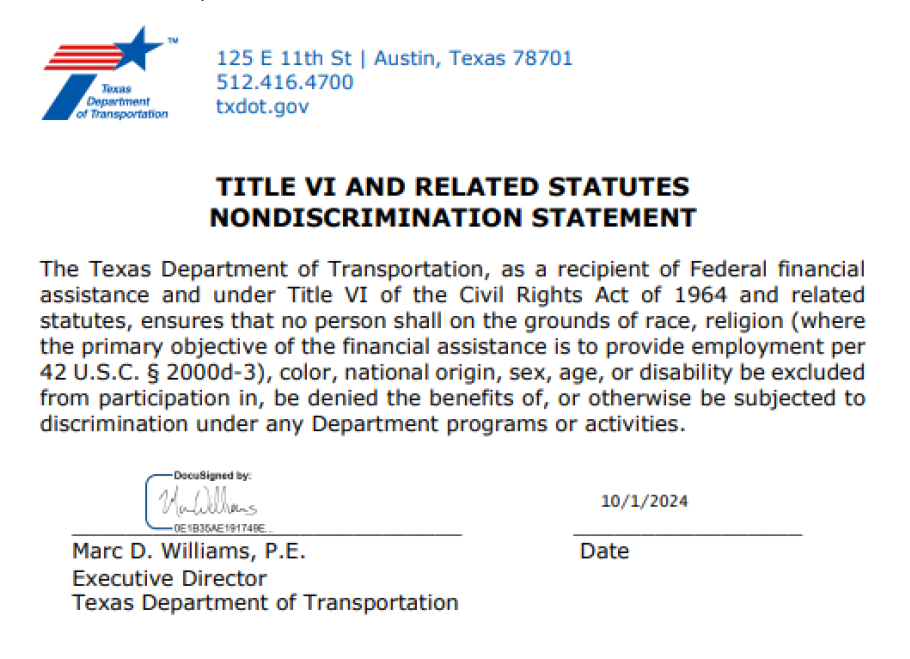 TM
Texas
Department
of Transportation
125 E 11th St | Austin, Texas 78701
512.416.4700
txdot.gov
TITLE VI AND RELATED STATUTES
NONDISCRIMINATION STATEMENT
The Texas Department of Transportation, as a recipient of Federal financial
assistance and under Title VI of the Civil Rights Act of 1964 and related
statutes, ensures that no person shall on the grounds of race, religion (where
the primary objective of the financial assistance is to provide employment per
42 U.S.C. § 2000d-3), color, national origin, sex, age, or disability be excluded
from participation in, be denied the benefits of, or otherwise be subjected to
discrimination under any Department programs or activities.
DocuSigned by:
Marc Williams
0E1B35AE191749E...
10/1/2024
Marc D. Williams, P.E.
Date
Executive Director
Texas Department of Transportation